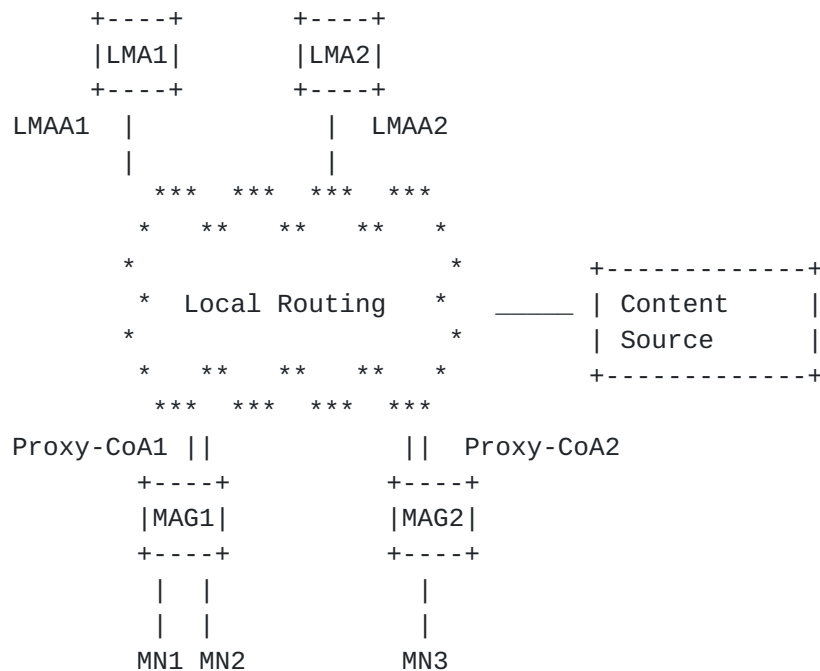 LMA1 LMA2
LMAA1 LMAA2
Local Routing Content
Source
Proxy-CoA1 Proxy-CoA2
MAG1 MAG2
MN1 MN2 MN3